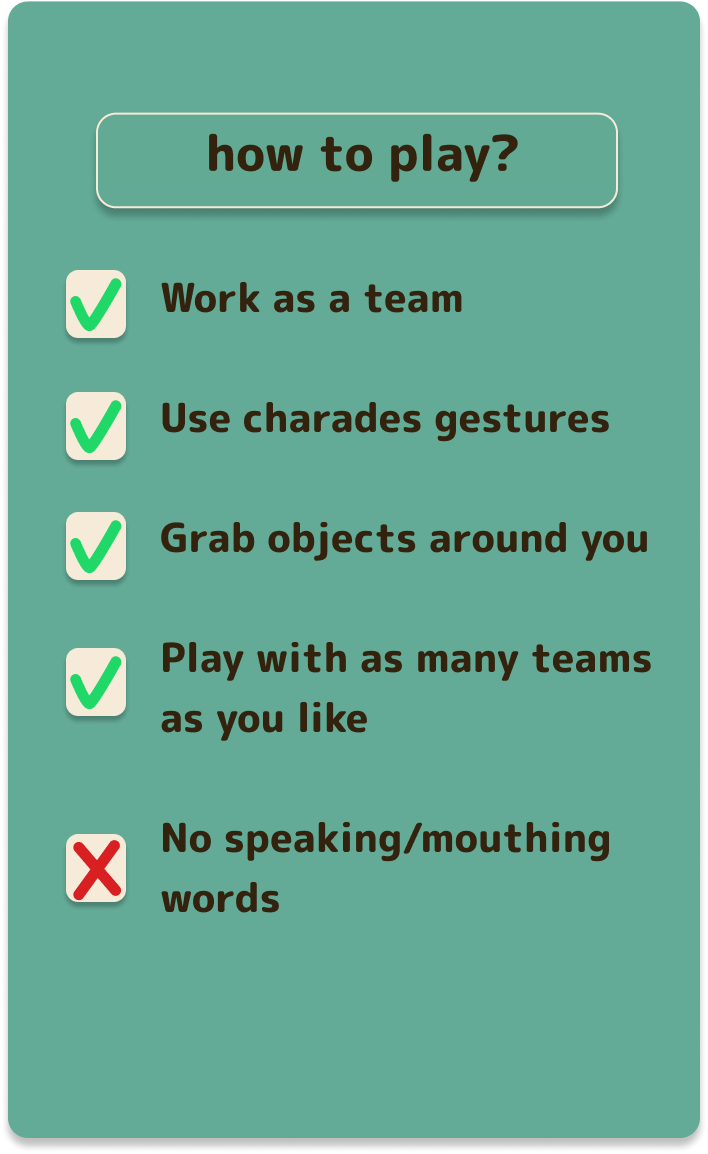 how to play?
Work as a team
Use charades gestures
Grab objects around you
Play with as many teams
as you like
No speaking/mouthing
words